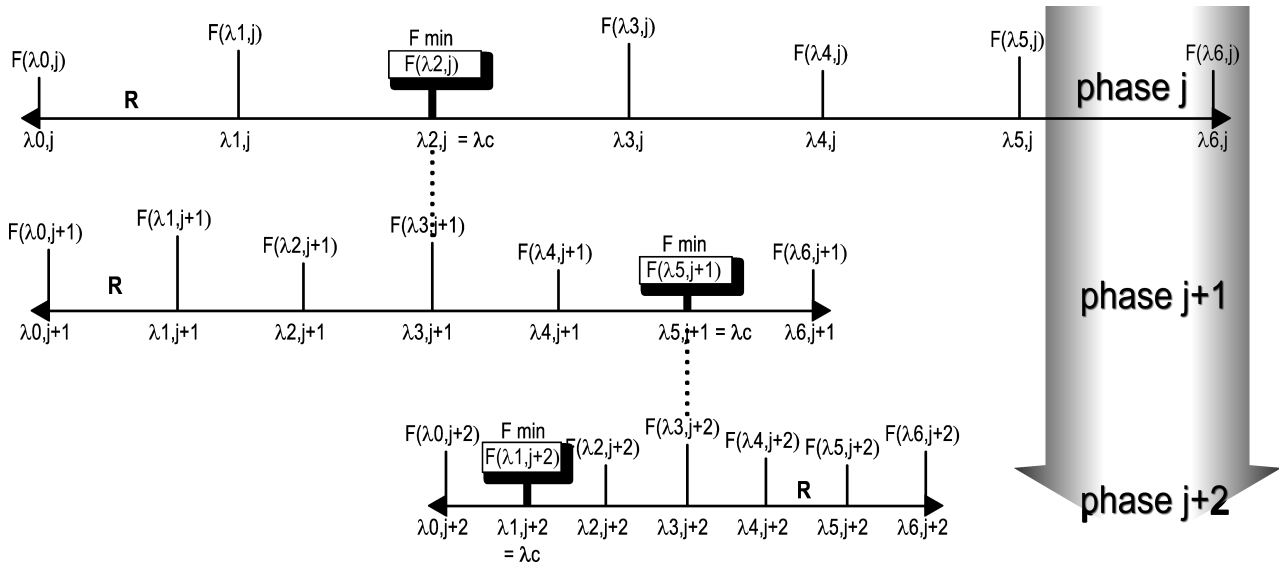 F(λ0,j) F(λ1,j) F min F(λ3,j) F(λ4,j) F(λ5,j) F(λ6,j)
F(λ2,j)
R phase j
λ0,j λ1,j λ2,j = λc λ3,j λ4,j λ5,j λ6,j
F(λ0,j+1) F(λ1,j+1) F(λ2,j+1) F(λ3,j+1) F(λ4,j+1) F min F(λ6,j+1)
F(λ5,j+1)
R phase j+1
λ0,j+1 λ1,j+1 λ2,j+1 λ3,j+1 λ4,j+1 λ5,j+1 = λc λ6,j+1
F(λ0,j+2) F min F(λ2,j+2) F(λ3,j+2) F(λ4,j+2) F(λ5,j+2) F(λ6,j+2)
F(λ1,j+2)
R phase j+2
λ0,j+2 λ1,j+2 λ2,j+2 λ3,j+2 λ4,j+2 λ5,j+2 λ6,j+2
= λc